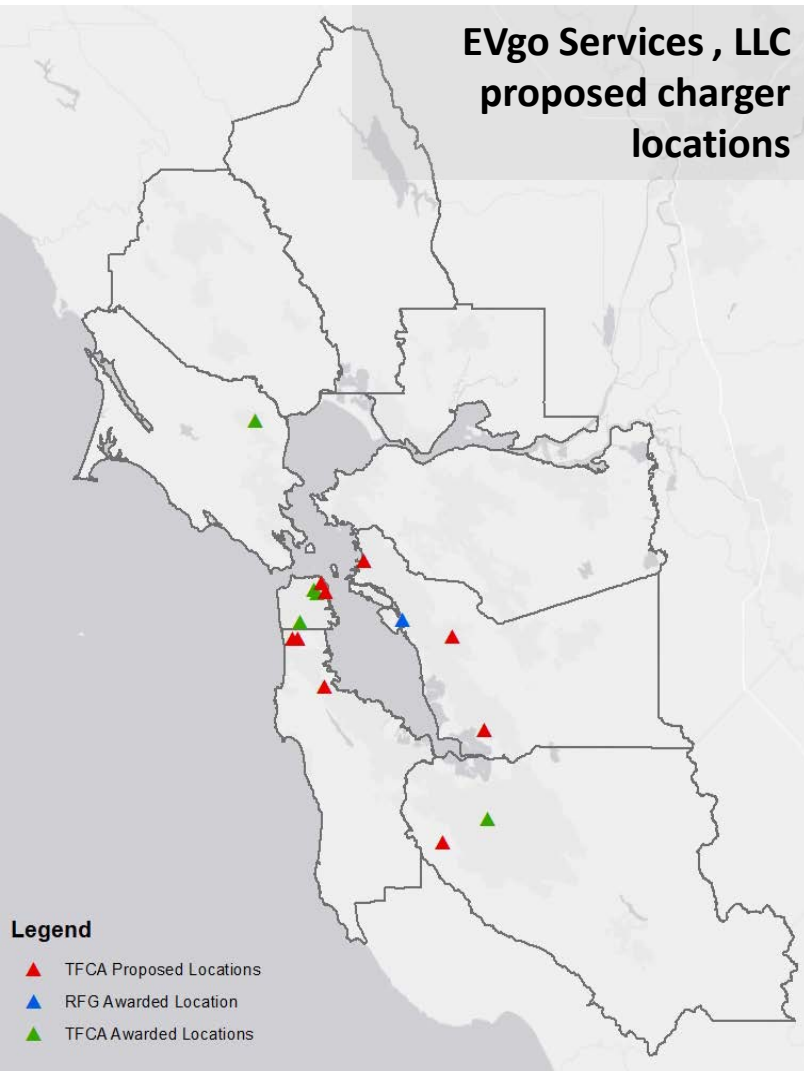 EVgo Services , LLC
proposed charger
locations
Legend
TFCA Proposed Locations
RFG Awarded Location
TFCA Awarded Locations